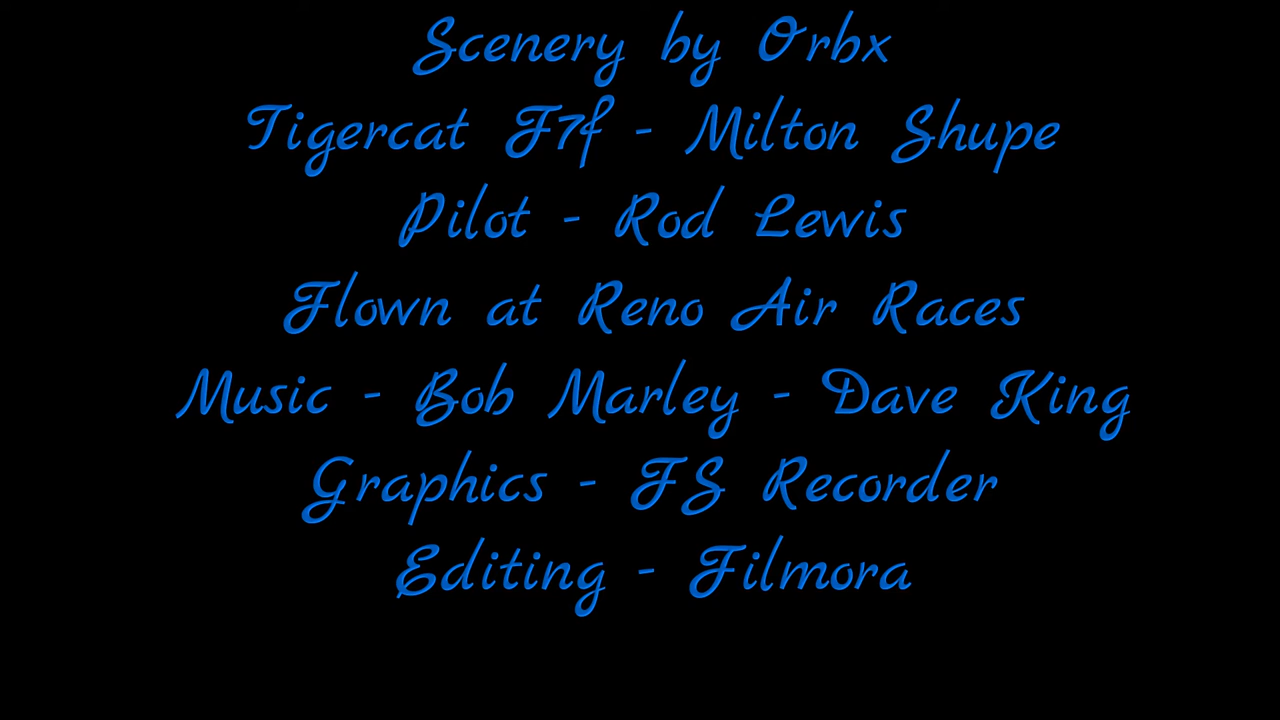 Scenery by Orbx
Tigercat F7f - Milton Shupe
Pilot - Rod Lewis
Flown at Reno Air Races
Music - Bob Marley - Dave King
Graphics - FS Recorder
Editing - Filmora